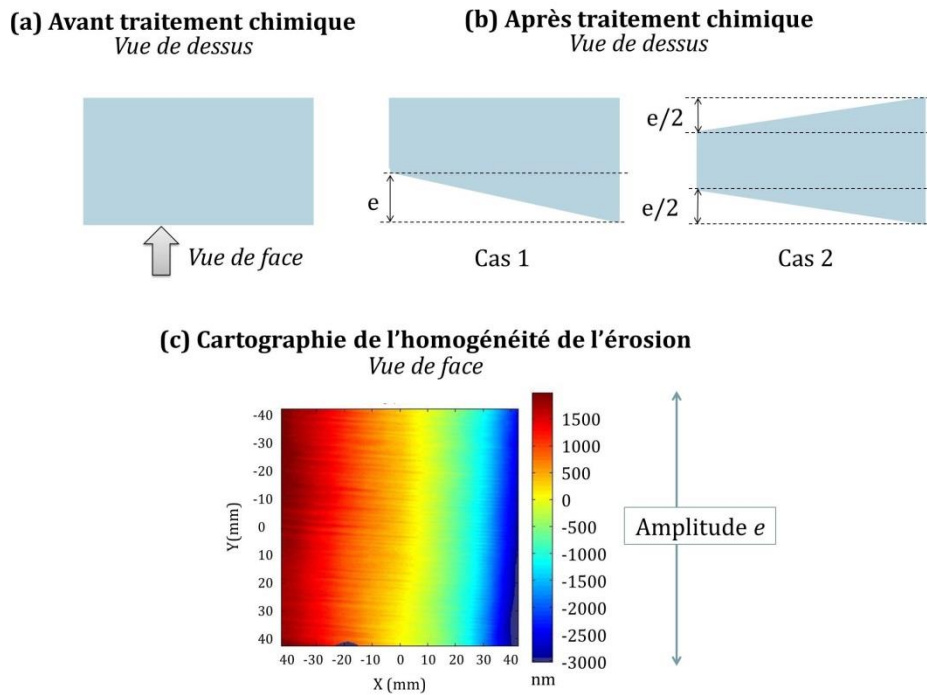 (a) Avant traitement chimique
Vue de dessus
(b) Après traitement chimique
Vue de dessus
e
e/2
e/2
Vue de face
Cas 1
Cas 2
(c) Cartographie de l'homogénéité de l'érosion
Vue de face
Y(mm)
-40
-30
-20
-10
0
10
20
30
40
40 -30 -20 -10 0 10 20 30 40
X (mm)
1500
1000
500
0
-500
-1000
-1500
-2000
-2500
-3000
nm
Amplitude e